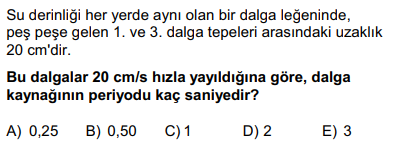 Su derinliği her yerde aynı olan bir dalga leğeninde,
peş peşe gelen 1. ve 3. dalga tepeleri arasındaki uzaklık
20 cm'dir.
Bu dalgalar 20 cm/s hızla yayıldığına göre, dalga
kaynağının periyodu kaç saniyedir?
A) 0,25 B) 0,50 C) 1 D) 2 E) 3